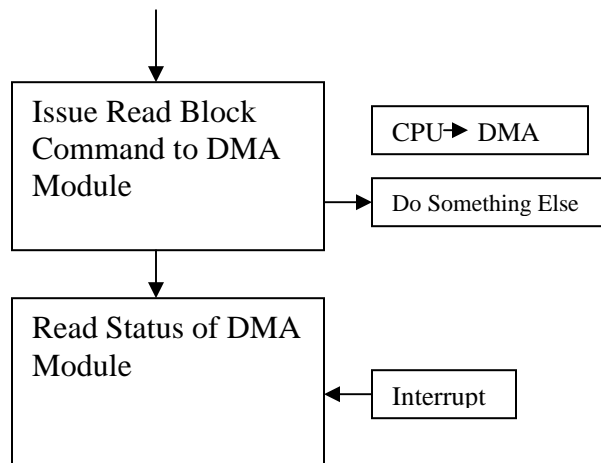 Issue Read Block
Command to DMA
Module
CPU → DMA
Do Something Else
Read Status of DMA
Module
Interrupt